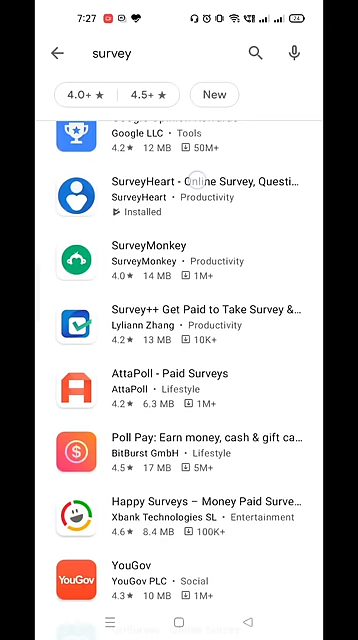 7:27
24
survey
4.0+ ★
4.5+ ★
New
Google Opinion Rewards
Google LLC • Tools
4.2★ 12 MB 50M+
SurveyHeart - Online Survey, Questi...
SurveyHeart • Productivity
Installed
SurveyMonkey
SurveyMonkey • Productivity
4.0★ 14 MB 1M+
Survey++ Get Paid to Take Survey &...
Lyliann Zhang • Productivity
4.2★ 13 MB 10K+
AttaPoll - Paid Surveys
AttaPoll • Lifestyle
4.2★ 6.3 MB 1M+
Poll Pay: Earn money, cash & gift ca...
BitBurst GmbH • Lifestyle
4.5★ 17 MB 5M+
Happy Surveys – Money Paid Surve...
Xbank Technologies SL • Entertainment
4.6★ 8.4 MB 100K+
YouGov
YouGov
YouGov PLC • Social
4.3★ 10 MB 1M+